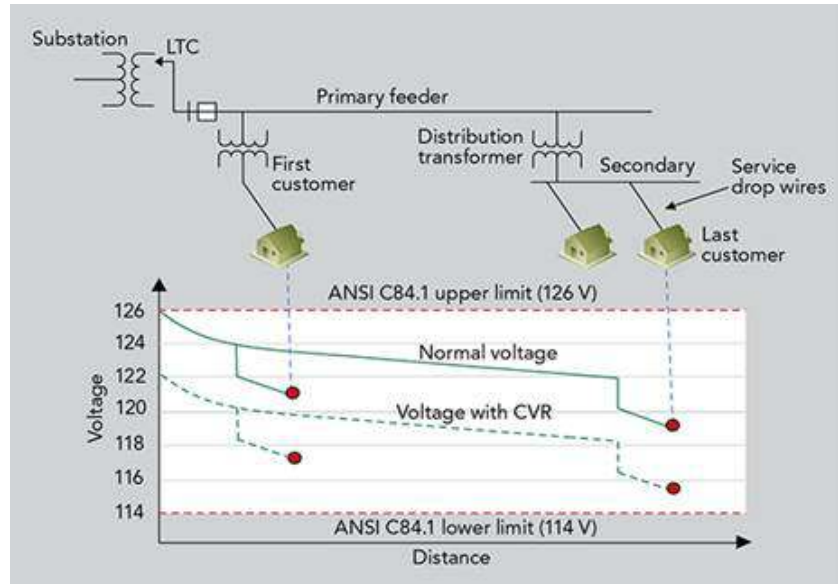 Substation
LTC
Primary feeder
Distribution
transformer
First
customer
Secondary
Service
drop wires
Last
customer
ANSI C84.1 upper limit (126 V)
126
124
122
120
118
116
114
Voltage
Normal voltage
Voltage with CVR
ANSI C84.1 lower limit (114 V)
Distance